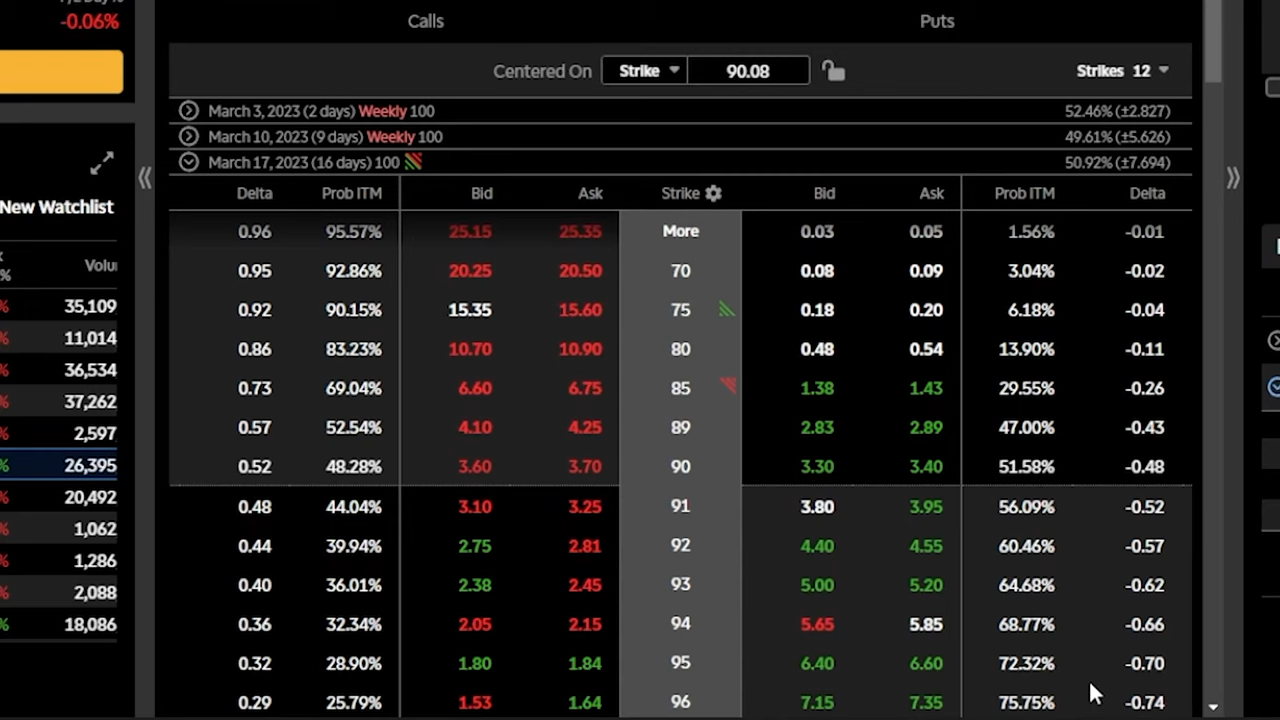 Calls Puts
-0.06%
Centered On Strike 90.08 Strikes 12
March 3, 2023 (2 days) Weekly 100 52.46% (±2.827)
March 10, 2023 (9 days) Weekly 100 49.61% (±5.626)
March 17, 2023 (16 days) 100 50.92% (±7.694)
Delta Prob ITM Bid Ask Strike Bid Ask Prob ITM Delta
New Watchlist
0.96 95.57% 25.15 25.35 More 0.03 0.05 1.56% -0.01
% Volu
0.95 92.86% 20.25 20.50 70 0.08 0.09 3.04% -0.02
% 35,109
0.92 90.15% 15.35 15.60 75 0.18 0.20 6.18% -0.04
% 11,014
0.86 83.23% 10.70 10.90 80 0.48 0.54 13.90% -0.11
% 36,534
0.73 69.04% 6.60 6.75 85 1.38 1.43 29.55% -0.26
% 37,262
0.57 52.54% 4.10 4.25 89 2.83 2.89 47.00% -0.43
% 2,597
0.52 48.28% 3.60 3.70 90 3.30 3.40 51.58% -0.48
% 26,395
% 20,492
0.48 44.04% 3.10 3.25 91 3.80 3.95 56.09% -0.52
% 1,062
0.44 39.94% 2.75 2.81 92 4.40 4.55 60.46% -0.57
% 1,286
0.40 36.01% 2.38 2.45 93 5.00 5.20 64.68% -0.62
% 2,088
0.36 32.34% 2.05 2.15 94 5.65 5.85 68.77% -0.66
% 18,086
0.32 28.90% 1.80 1.84 95 6.40 6.60 72.32% -0.70
0.29 25.79% 1.53 1.64 96 7.15 7.35 75.75% -0.74